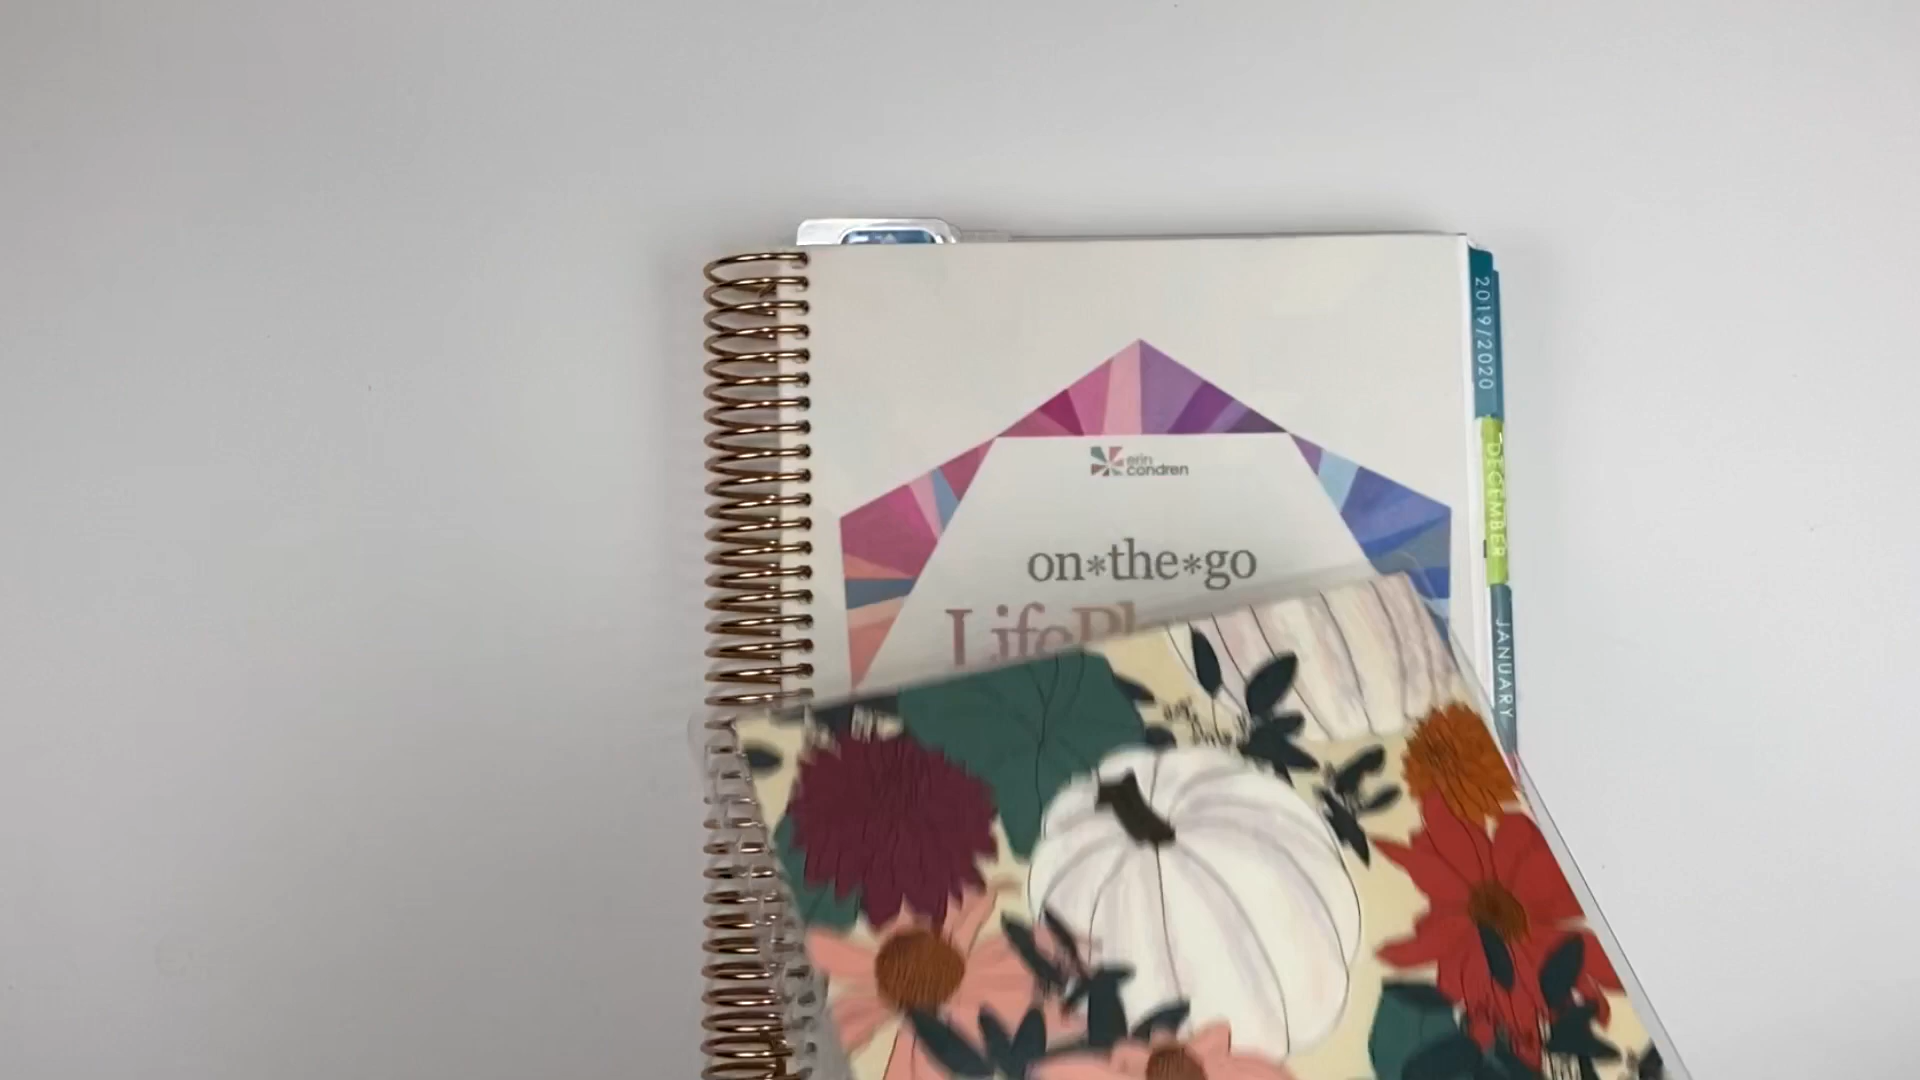 erin
condren
on*the*go
2019/2020
DECEMBER
JANUARY